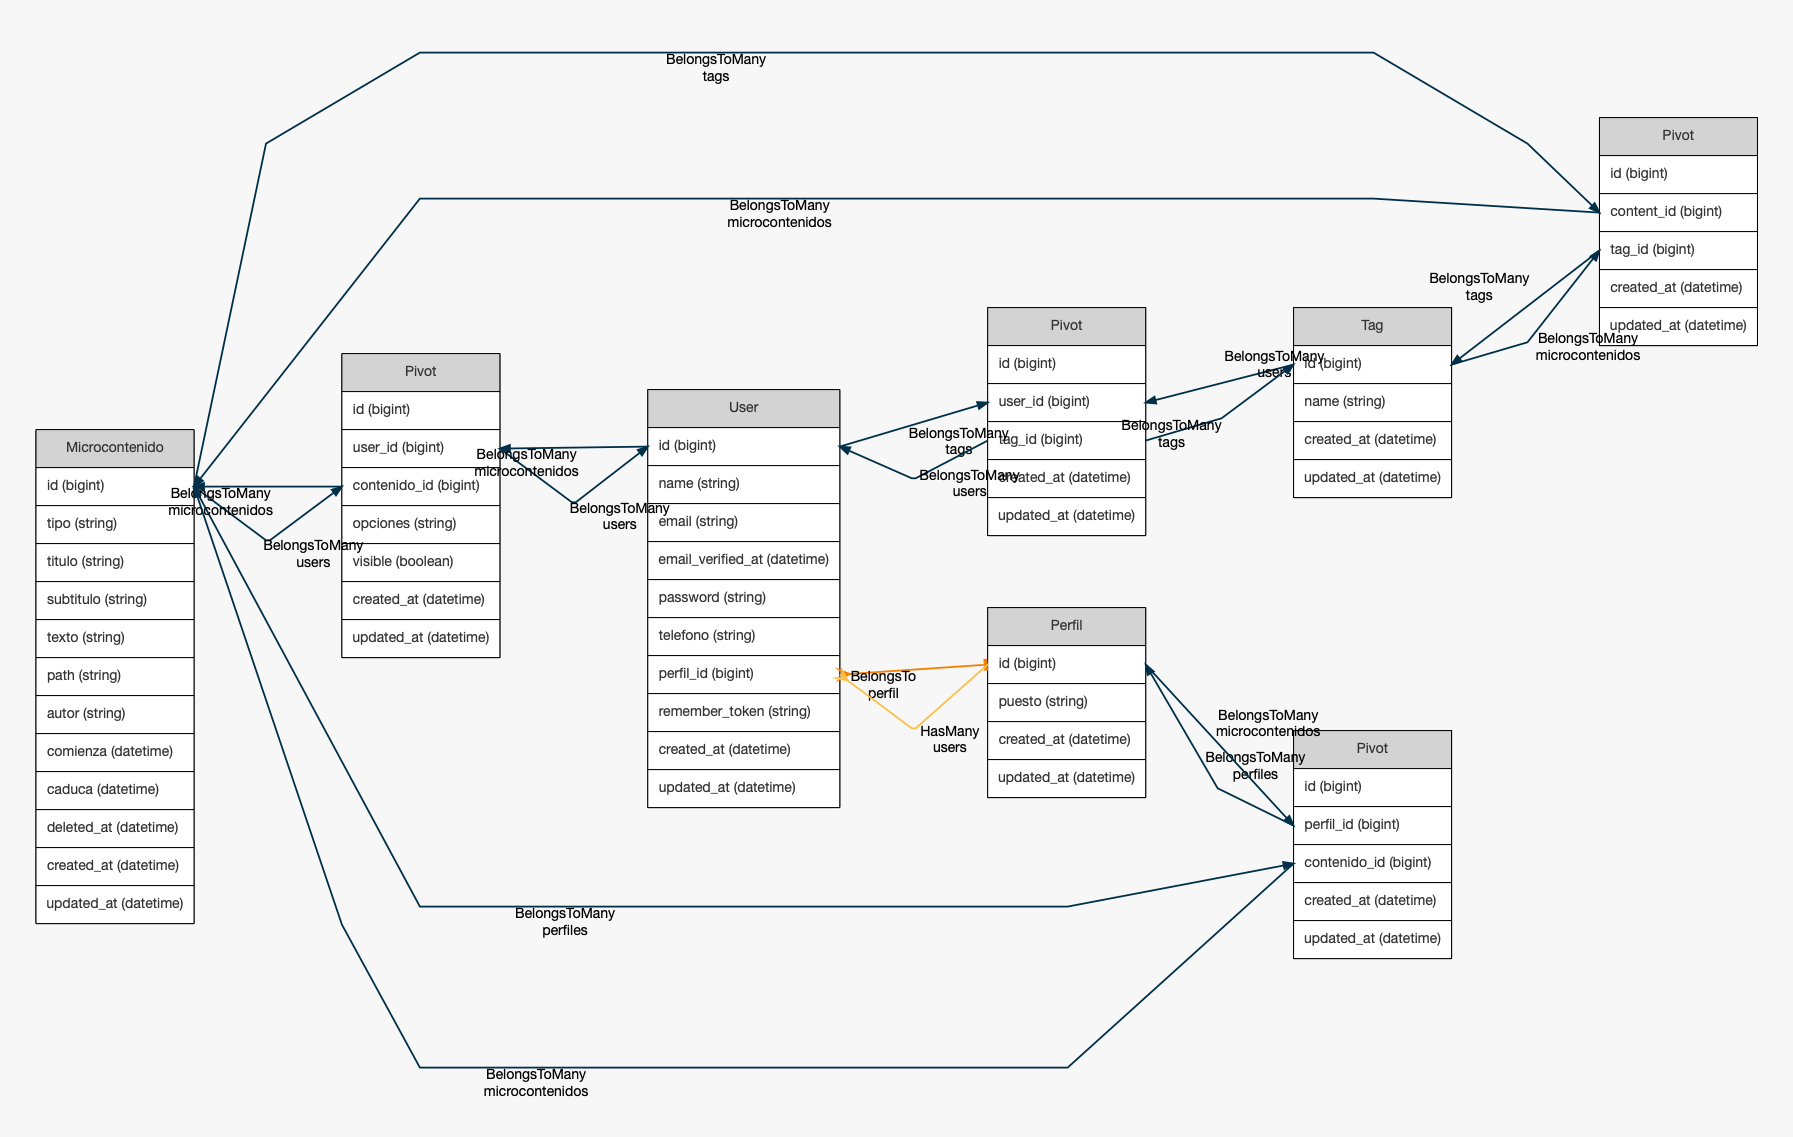 BelongsToMany
tags
BelongsToMany
microcontenidos
Pivot
id (bigint)
content_id (bigint)
tag_id (bigint)
created_at (datetime)
updated_at (datetime)
BelongsToMany
tags
BelongsToMany
microcontenidos
Microcontenido
id (bigint)
tipo (string)
titulo (string)
subtitulo (string)
texto (string)
path (string)
autor (string)
comienza (datetime)
caduca (datetime)
deleted_at (datetime)
created_at (datetime)
updated_at (datetime)
BelongsToMany
microcontenidos
BelongsToMany
users
Pivot
id (bigint)
user_id (bigint)
contenido_id (bigint)
opciones (string)
visible (boolean)
created_at (datetime)
updated_at (datetime)
BelongsToMany
microcontenidos
BelongsToMany
users
User
id (bigint)
name (string)
email (string)
email_verified_at (datetime)
password (string)
telefono (string)
perfil_id (bigint)
remember_token (string)
created_at (datetime)
updated_at (datetime)
BelongsToMany
tags
BelongsToMany
users
Pivot
id (bigint)
user_id (bigint)
tag_id (bigint)
created_at (datetime)
updated_at (datetime)
BelongsToMany
users
BelongsToMany
tags
Tag
id (bigint)
name (string)
created_at (datetime)
updated_at (datetime)
BelongsTo
perfil
HasMany
users
Perfil
id (bigint)
puesto (string)
created_at (datetime)
updated_at (datetime)
BelongsToMany
microcontenidos
BelongsToMany
perfiles
Pivot
id (bigint)
perfil_id (bigint)
contenido_id (bigint)
created_at (datetime)
updated_at (datetime)
BelongsToMany
perfiles
BelongsToMany
microcontenidos